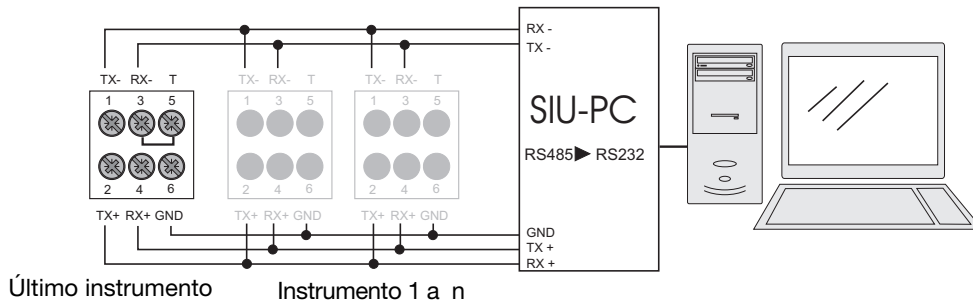 RX -
TX -
TX- RX- T
TX- RX- T
TX- RX- T
1 3 5
1 3 5
1 3 5
SIU-PC
RS485▶ RS232
2 4 6
2 4 6
2 4 6
TX+ RX+ GND
TX+ RX+ GND
TX+ RX+ GND
GND
TX +
RX +
Último instrumento
Instrumento 1 a n